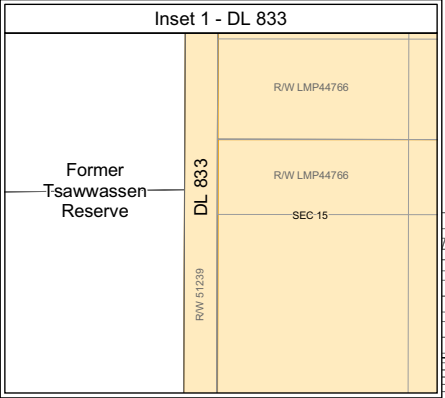 Inset 1 - DL 833
R/W LMP44766
Former
Tsawwassen
Reserve
DL 833
R/W LMP44766
SEC 15
R/W 51239